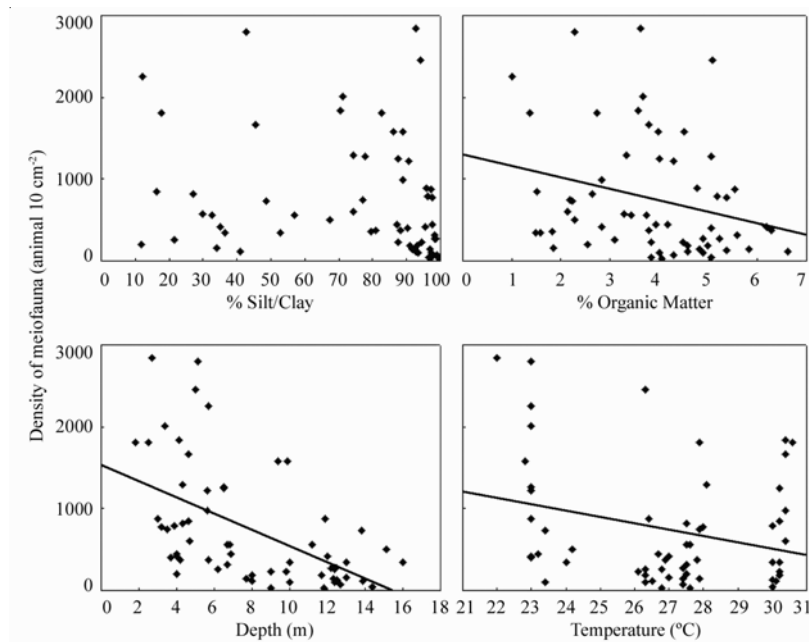 Density of meiofauna (animal 10 cm-2)
3000
2000
1000
0
10 20 30 40 50 60 70 80 90 100
% Silt/Clay
0 1 2 3 4 5 6 7
% Organic Matter
3000
2000
1000
0
0 2 4 6 8 10 12 14 16 18
Depth (m)
21 22 23 24 25 26 27 28 29 30 31
Temperature (ºC)